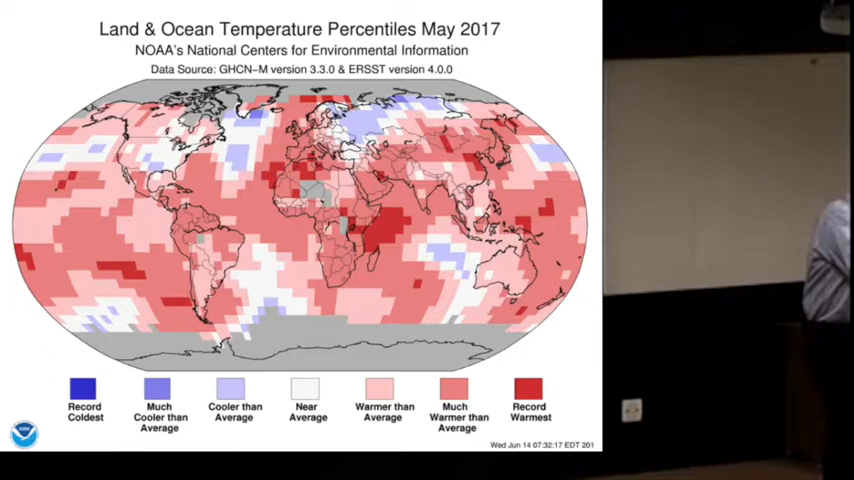 Land & Ocean Temperature Percentiles May 2017
NOAA's National Centers for Environmental Information
Data Source: GHCN−M version 3.3.0 & ERSST version 4.0.0
Record
Coldest
Much
Cooler than
Average
Cooler than
Average
Near
Average
Warmer than
Average
Much
Warmer than
Average
Record
Warmest
Wed Jun 14 07:32:17 EDT 201